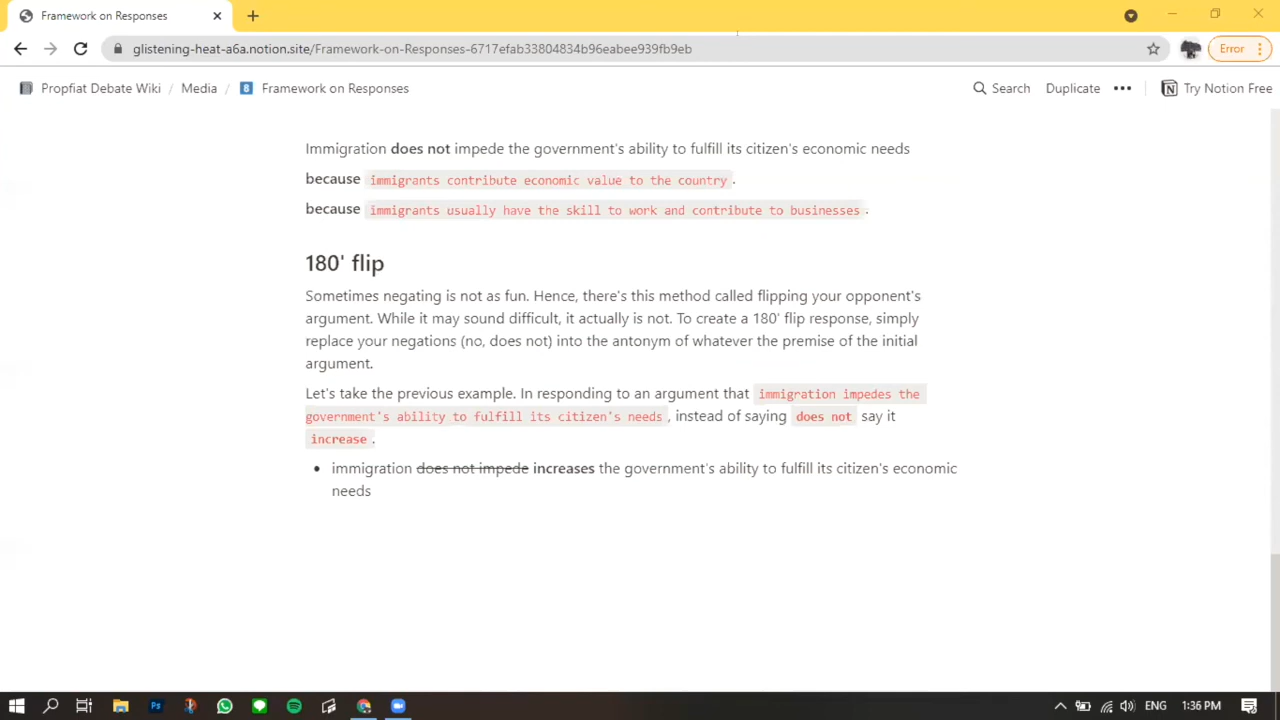 Framework on Responses
glistening-heat-a6a.notion.site/Framework-on-Responses-6717efab33804834b96eabee939fb9eb
Error
Propfiat Debate Wiki / Media / 8 Framework on Responses
Search Duplicate ••• Try Notion Free
Immigration does not impede the government's ability to fulfill its citizen's economic needs
because immigrants contribute economic value to the country.
because immigrants usually have the skill to work and contribute to businesses.
180' flip
Sometimes negating is not as fun. Hence, there's this method called flipping your opponent's
argument. While it may sound difficult, it actually is not. To create a 180' flip response, simply
replace your negations (no, does not) into the antonym of whatever the premise of the initial
argument.
Let's take the previous example. In responding to an argument that immigration impedes the
government's ability to fulfill its citizen's needs, instead of saying does not say it
increase.
• immigration does not impede increases the government's ability to fulfill its citizen's economic
needs
ENG 1:36 PM